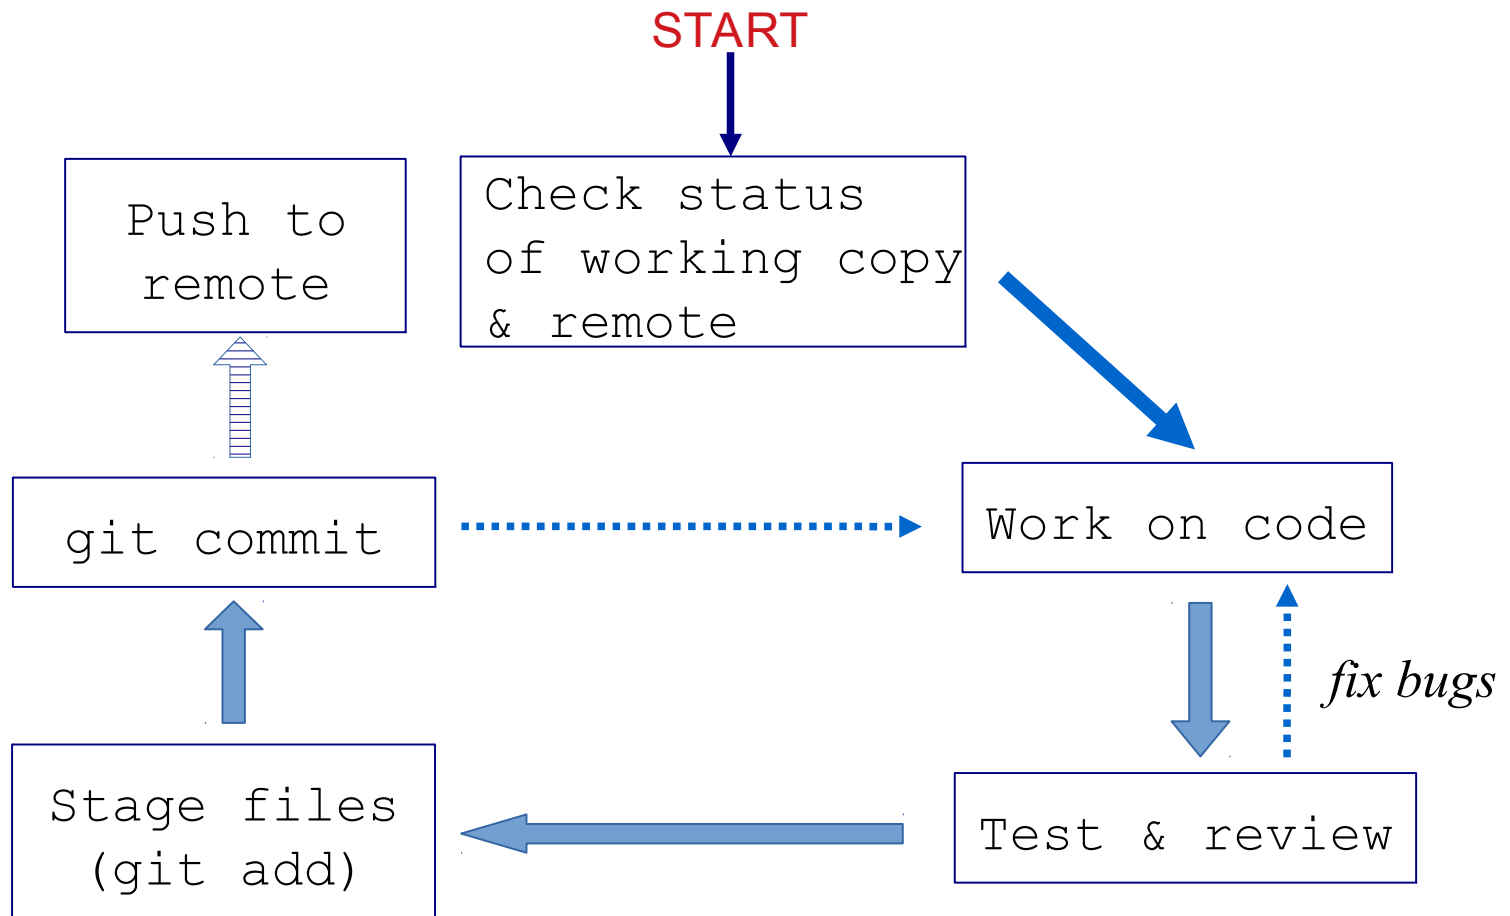 START
Check status
of working copy
& remote
Push to
remote
Work on code
git commit
fix bugs
Test & review
Stage files
(git add)